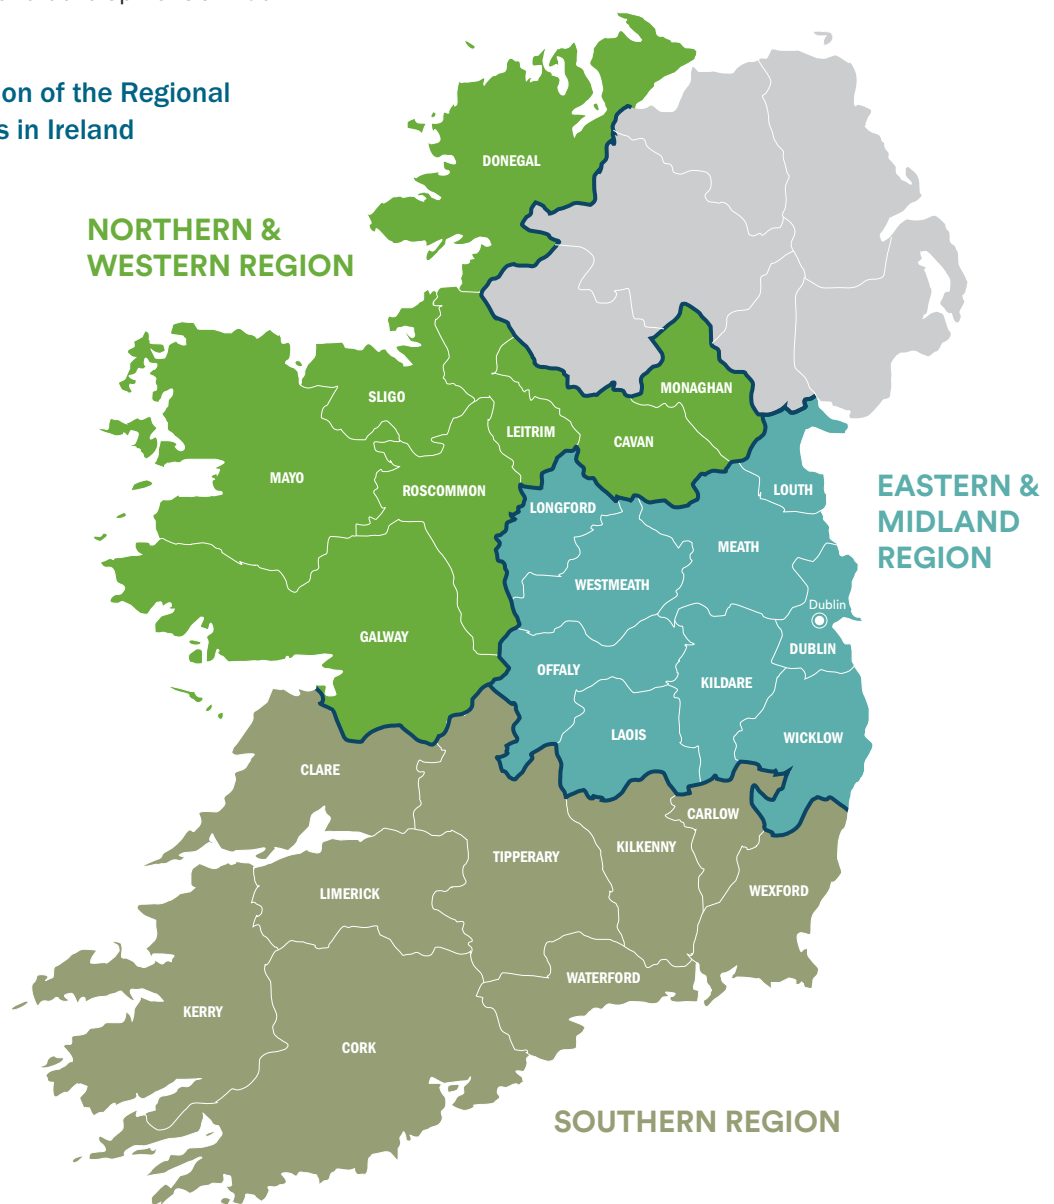 on of the Regional
s in Ireland
DONEGAL
NORTHERN &
WESTERN REGION
MONAGHAN
SLIGO
LEITRIM
CAVAN
MAYO
ROSCOMMON
LOUTH
EASTERN &
MIDLAND
REGION
LONGFORD
MEATH
WESTMEATH
Dublin
GALWAY
DUBLIN
OFFALY
KILDARE
LAOIS
WICKLOW
CLARE
CARLOW
KILKENNY
TIPPERARY
LIMERICK
WEXFORD
WATERFORD
KERRY
CORK
SOUTHERN REGION